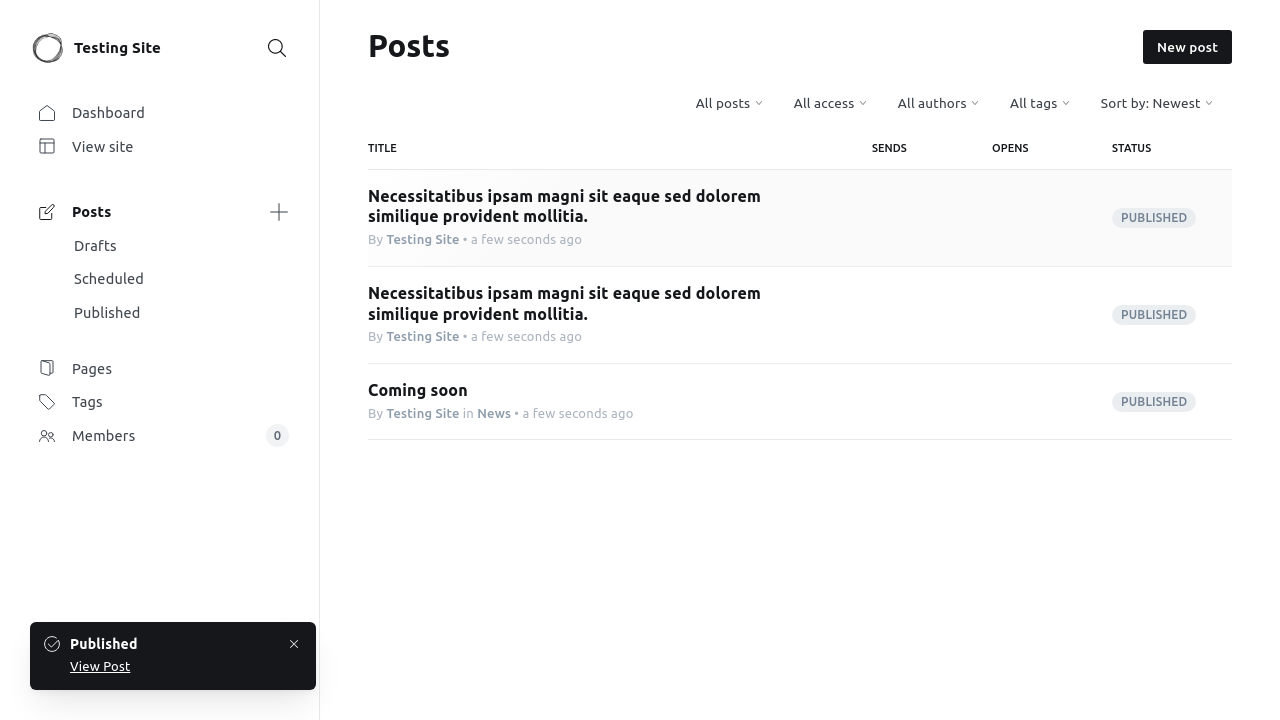 Testing Site
Dashboard
View site
Posts
Drafts
Scheduled
Published
Pages
Tags
Members
0
Published
View Post
Posts
New post
All posts
All access
All authors
All tags
Sort by: Newest
TITLE
SENDS
OPENS
STATUS
Necessitatibus ipsam magni sit eaque sed dolorem
similique provident mollitia.
By Testing Site • a few seconds ago
PUBLISHED
Necessitatibus ipsam magni sit eaque sed dolorem
similique provident mollitia.
By Testing Site • a few seconds ago
PUBLISHED
Coming soon
By Testing Site in News • a few seconds ago
PUBLISHED